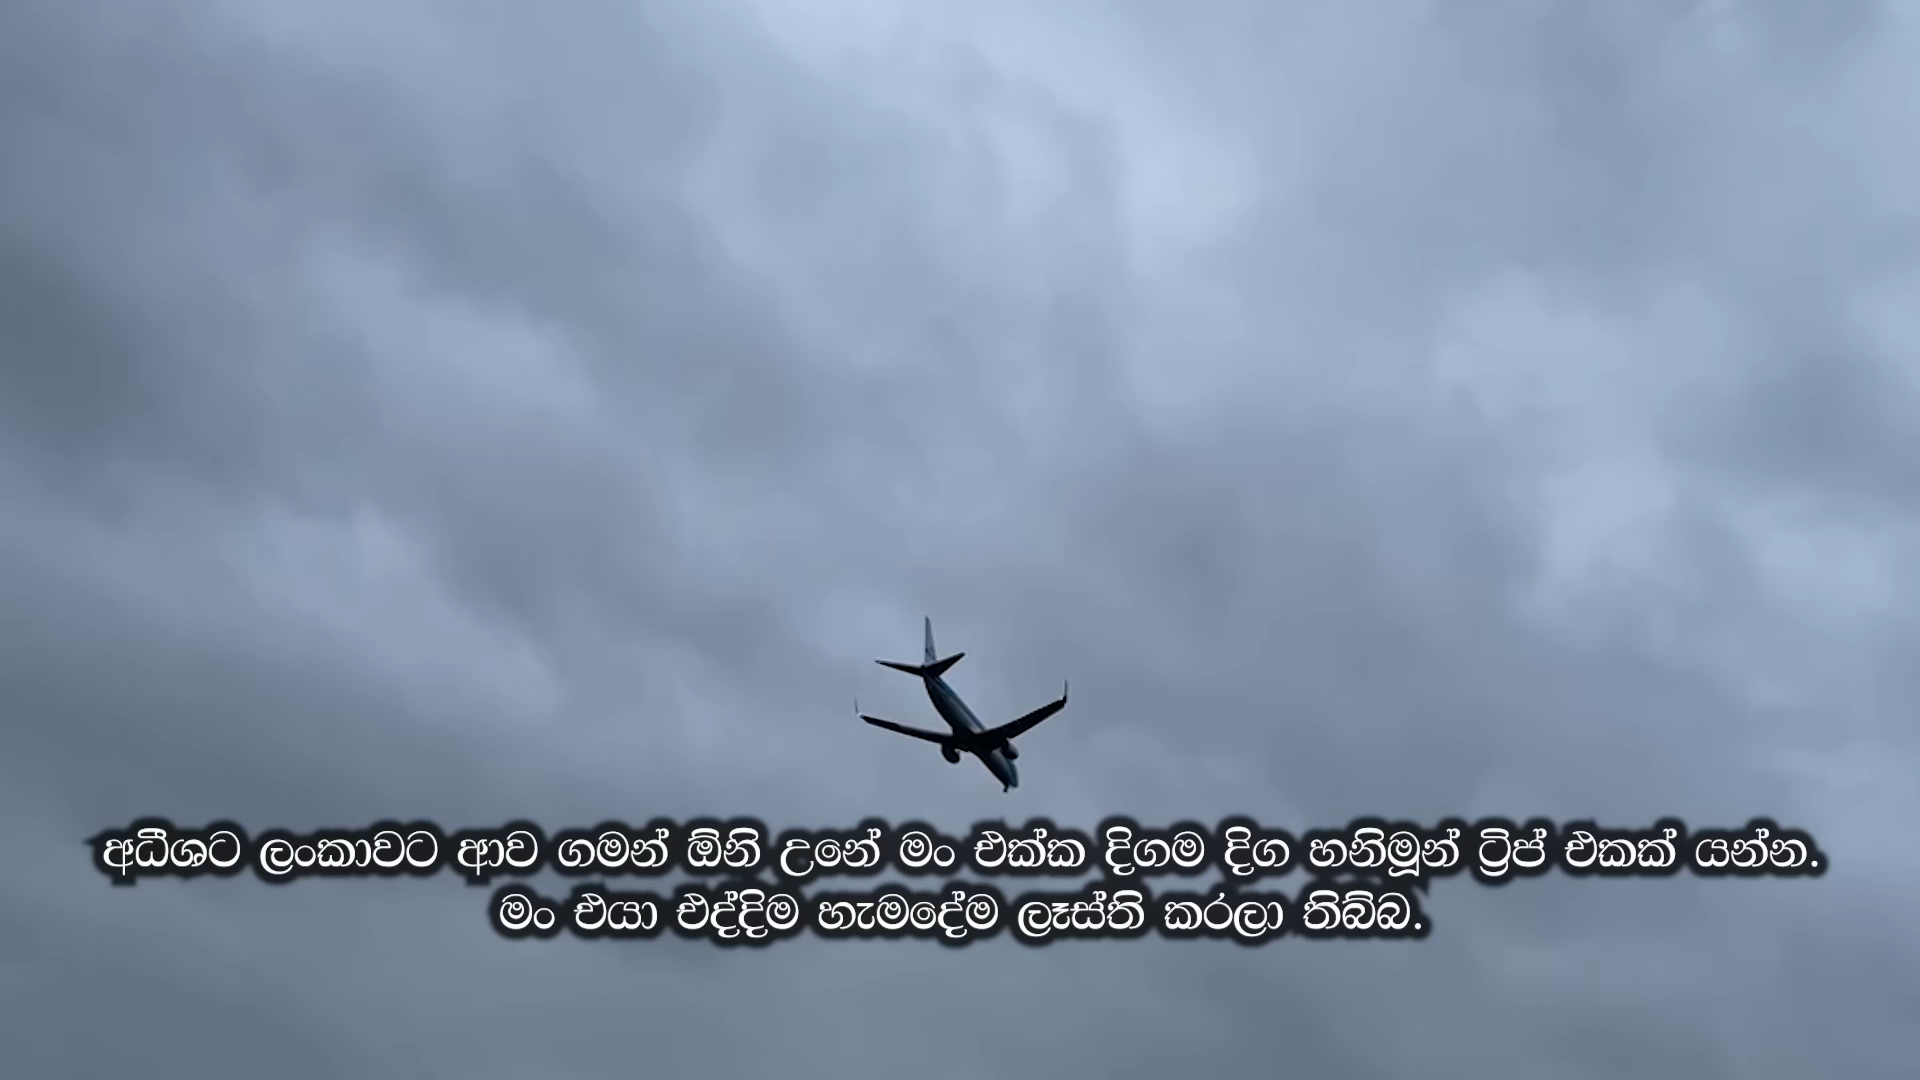 අධීශට ලංකාවට ආව ගමන් ඕනි උනේ මං එක්ක දිගම දිග හනිමූන් ට්‍රිප් එකක් යන්න.
මං එයා එද්දිම හැමදේම ලෑස්ති කරලා තිබ්බ.